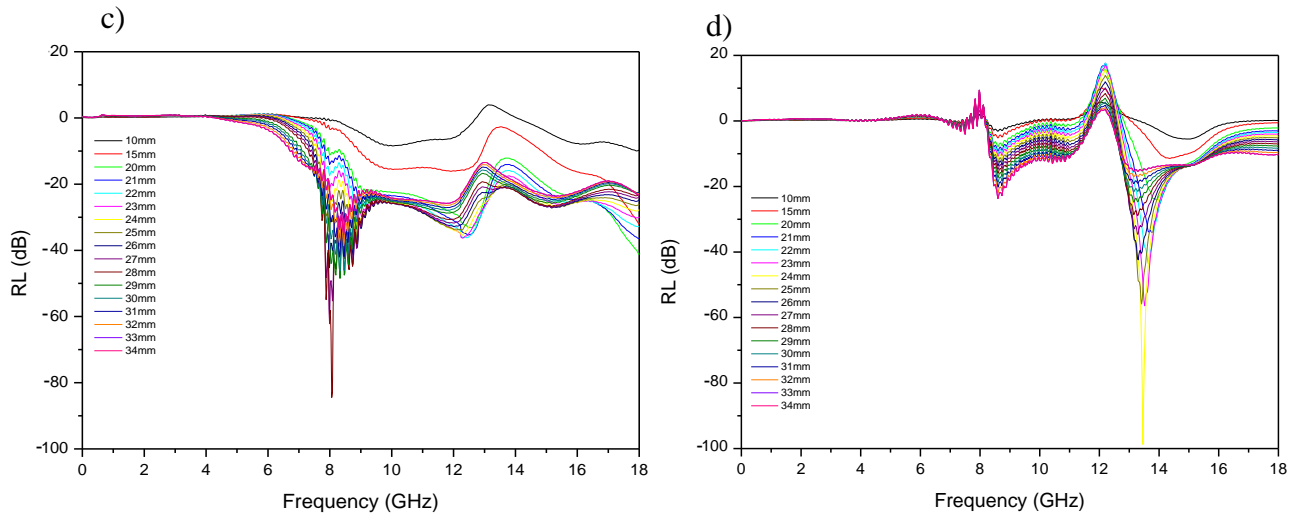 c)
20
0
-20
-40
-60
-80
-100
RL (dB)
10mm
15mm
20mm
21mm
22mm
23mm
24mm
25mm
26mm
27mm
28mm
29mm
30mm
31mm
32mm
33mm
34mm
0 2 4 6 8 10 12 14 16 18
Frequency (GHz)
d)
20
0
-20
-40
-60
-80
-100
RL (dB)
10mm
15mm
20mm
21mm
22mm
23mm
24mm
25mm
26mm
27mm
28mm
29mm
30mm
31mm
32mm
33mm
34mm
0 2 4 6 8 10 12 14 16 18
Frequency (GHz)